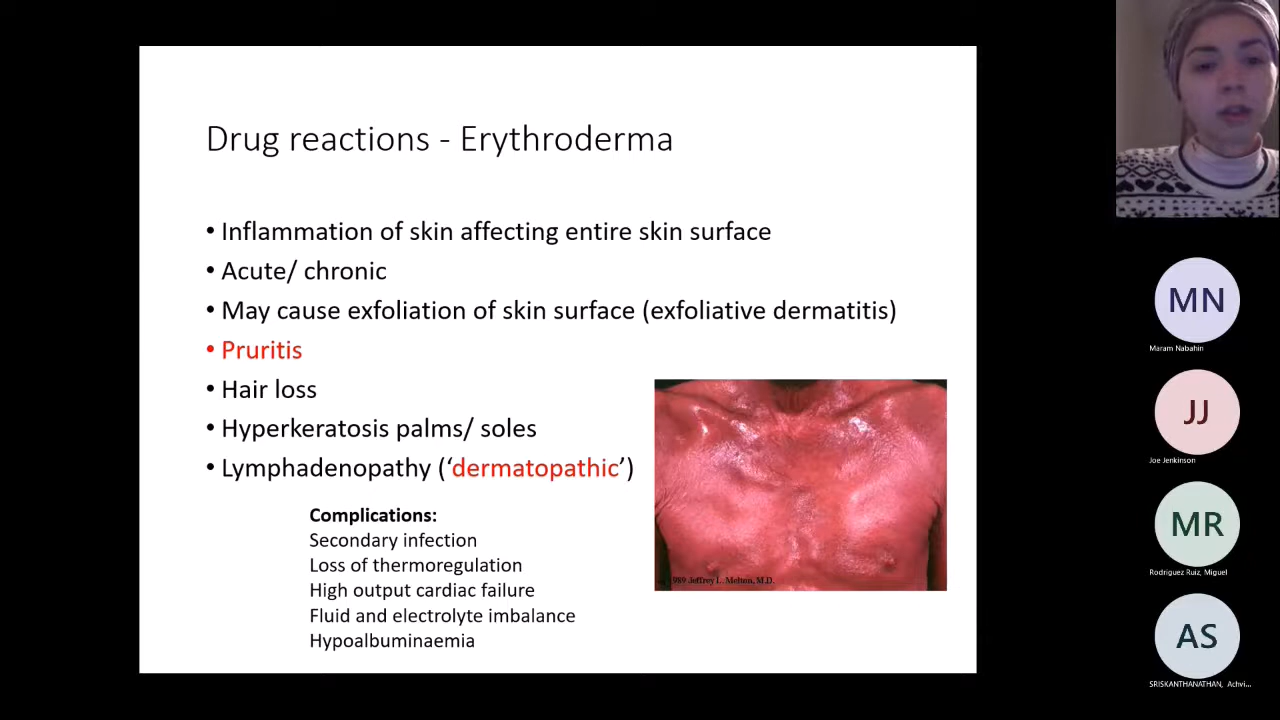 Drug reactions - Erythroderma
• Inflammation of skin affecting entire skin surface
• Acute/ chronic
• May cause exfoliation of skin surface (exfoliative dermatitis)
• Pruritis
• Hair loss
• Hyperkeratosis palms/ soles
• Lymphadenopathy (‘dermatopathic’)
Complications:
Secondary infection
Loss of thermoregulation
High output cardiac failure
Fluid and electrolyte imbalance
Hypoalbuminaemia
1989 Jeffrey L. Melton, M.D.
MN
Maram Nabahin
JJ
Joe Jenkinson
MR
Rodriguez Ruiz, Miguel
AS
SRISKANTHANATHAN, Achvi...